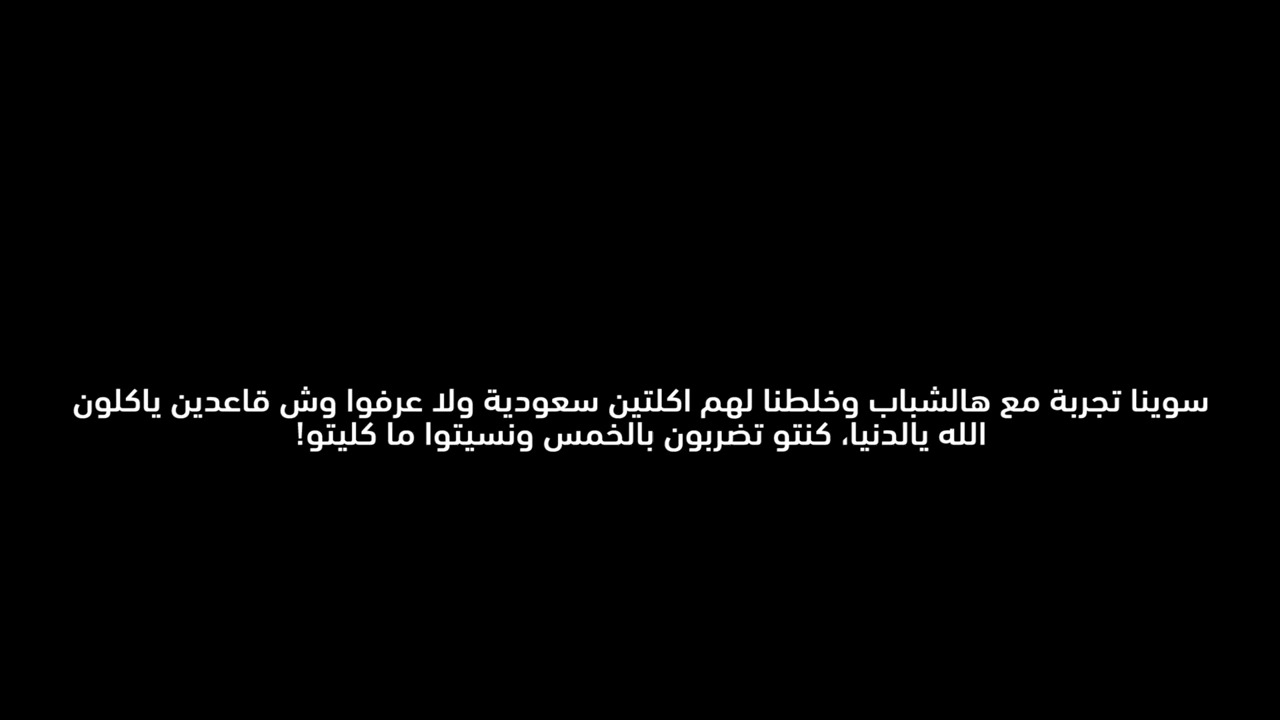 سوينا تجربة مع هالشباب وخلطنا لهم اكلتين سعودية ولا عرفوا وش قاعدين ياكلون
الله يالدنيا، كنتو تضربون بالخمس ونسيتوا ما كليتو!